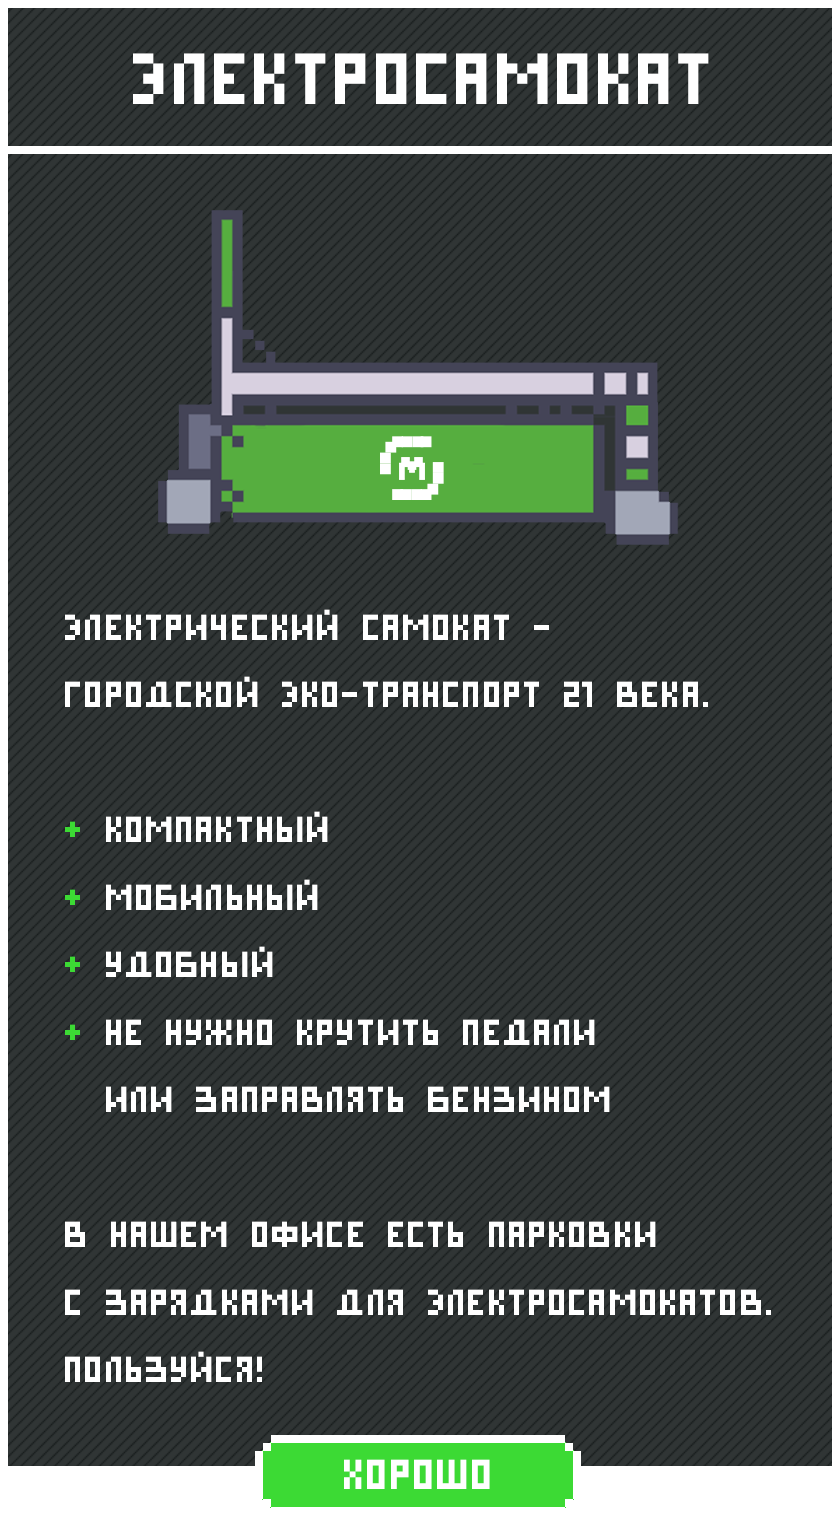 ЭЛЕКТРОСАМОКАТ
М
ЭЛЕКТРИЧЕСКИЙ САМОКАТ -
ГОРОДСКОЙ ЭКО-ТРАНСПОРТ 21 ВЕКА.
+ КОМПАКТНЫЙ
+ МОБИЛЬНЫЙ
+ УДОБНЫЙ
+ НЕ НУЖНО КРУТИТЬ ПЕДАЛИ
ИЛИ ЗАПРАВЛЯТЬ БЕНЗИНОМ
В НАШЕМ ОФИСЕ ЕСТЬ ПАРКОВКИ
С ЗАРЯДКАМИ ДЛЯ ЭЛЕКТРОСАМОКАТОВ.
ПОЛЬЗУЙСЯ!
ХОРОШО